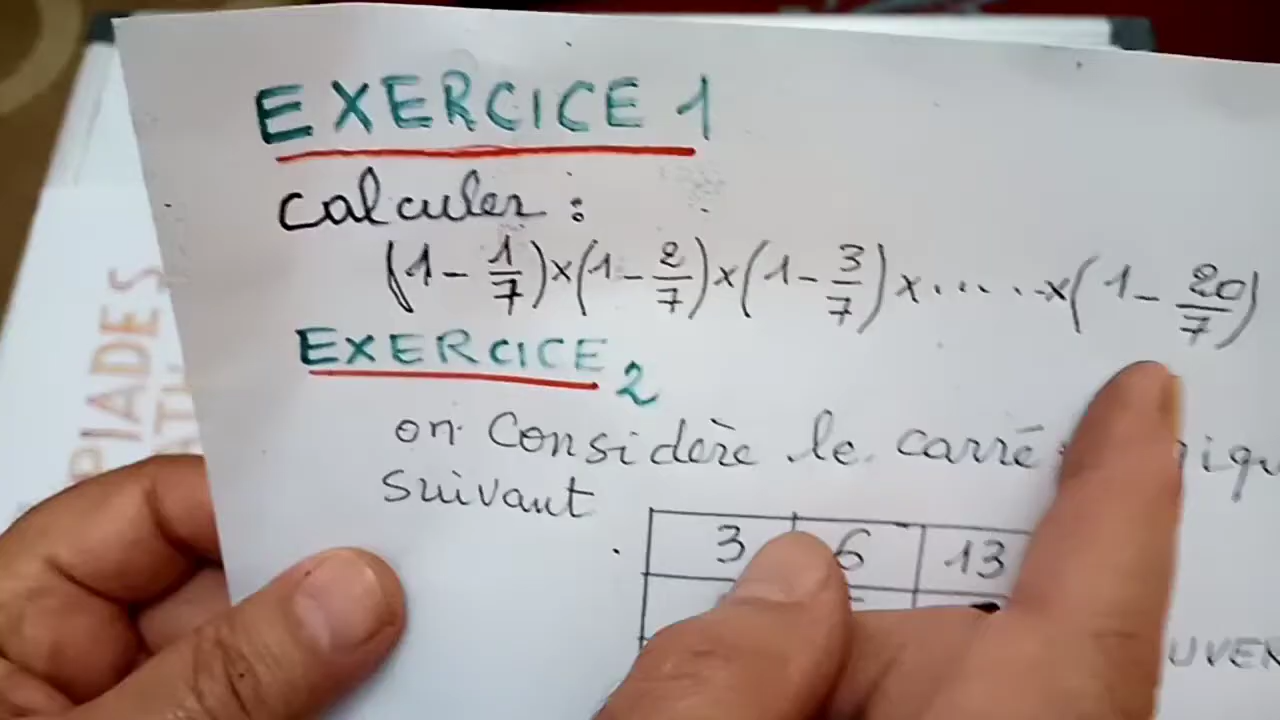 EXERCICE 1
calculer :
(1 - 1/7) × (1 - 2/7) × (1 - 3/7) × ..... × (1 - 20/7)
EXERCICE 2
on considère le carré
suivant
3 6 13